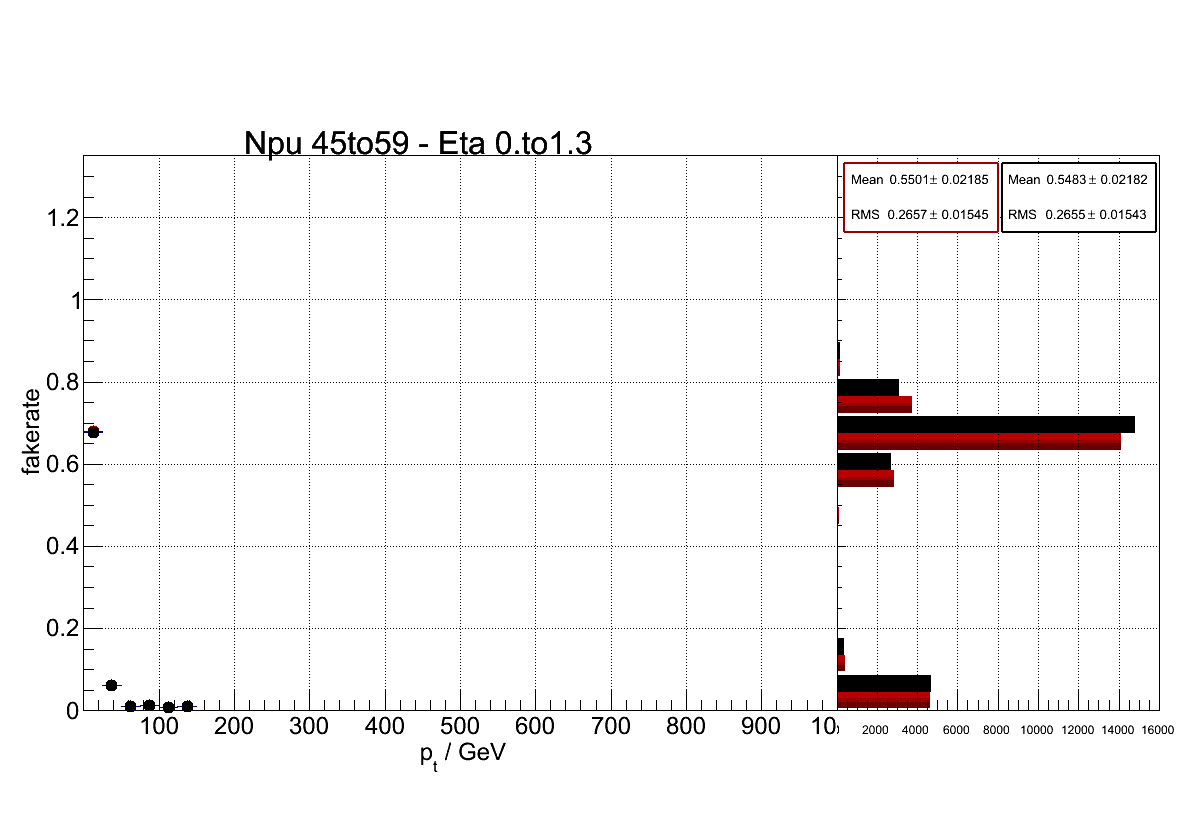 Npu 45to59 - Eta 0.to1.3
Mean 0.5501± 0.02185
RMS 0.2657± 0.01545
Mean 0.5483± 0.02182
RMS 0.2655± 0.01543
fakerate
1.2
1
0.8
0.6
0.4
0.2
0
100 200 300 400 500 600 700 800 900 10
2000 4000 6000 8000 10000 12000 14000 16000
pt / GeV